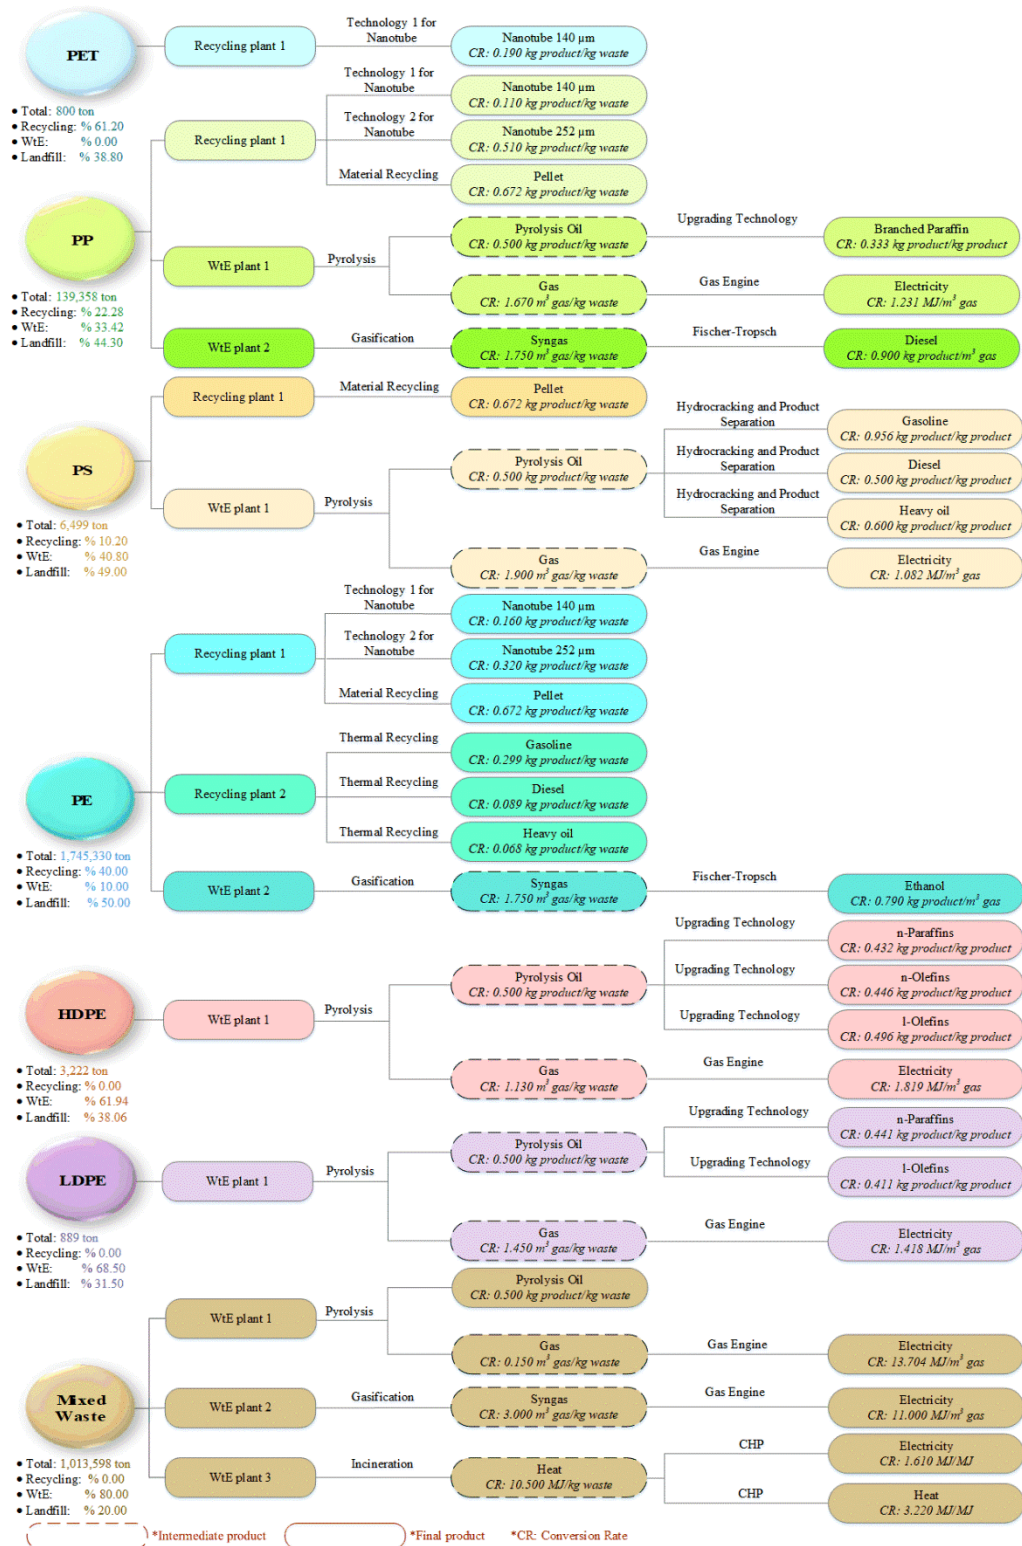 PET
• Total: 800 ton
• Recycling: % 61.20
• WtE: % 0.00
• Landfill: % 38.80
Recycling plant 1
Technology 1 for
Nanotube
Nanotube 140 µm
CR: 0.190 kg product/kg waste
PP
• Total: 139,358 ton
• Recycling: % 22.28
• WtE: % 33.42
• Landfill: % 44.30
Recycling plant 1
Technology 1 for
Nanotube
Nanotube 140 µm
CR: 0.110 kg product/kg waste
Technology 2 for
Nanotube
Nanotube 252 µm
CR: 0.510 kg product/kg waste
Material Recycling
Pellet
CR: 0.672 kg product/kg waste
WtE plant 1
Pyrolysis
Pyrolysis Oil
CR: 0.500 kg product/kg waste
Upgrading Technology
Branched Paraffin
CR: 0.333 kg product/kg product
Gas
CR: 1.670 m³ gas/kg waste
Gas Engine
Electricity
CR: 1.231 MJ/m³ gas
WtE plant 2
Gasification
Syngas
CR: 1.750 m³ gas/kg waste
Fischer-Tropsch
Diesel
CR: 0.900 kg product/m³ gas
PS
• Total: 6,499 ton
• Recycling: % 10.20
• WtE: % 40.80
• Landfill: % 49.00
Recycling plant 1
Material Recycling
Pellet
CR: 0.672 kg product/kg waste
WtE plant 1
Pyrolysis
Pyrolysis Oil
CR: 0.500 kg product/kg waste
Hydrocracking and Product
Separation
Gasoline
CR: 0.956 kg product/kg product
Hydrocracking and Product
Separation
Diesel
CR: 0.500 kg product/kg product
Hydrocracking and Product
Separation
Heavy oil
CR: 0.600 kg product/kg product
Gas
CR: 1.900 m³ gas/kg waste
Gas Engine
Electricity
CR: 1.082 MJ/m³ gas
PE
• Total: 1,745,330 ton
• Recycling: % 40.00
• WtE: % 10.00
• Landfill: % 50.00
Recycling plant 1
Technology 1 for
Nanotube
Nanotube 140 µm
CR: 0.160 kg product/kg waste
Technology 2 for
Nanotube
Nanotube 252 µm
CR: 0.320 kg product/kg waste
Material Recycling
Pellet
CR: 0.672 kg product/kg waste
Recycling plant 2
Thermal Recycling
Gasoline
CR: 0.299 kg product/kg waste
Thermal Recycling
Diesel
CR: 0.089 kg product/kg waste
Thermal Recycling
Heavy oil
CR: 0.068 kg product/kg waste
WtE plant 2
Gasification
Syngas
CR: 1.750 m³ gas/kg waste
Fischer-Tropsch
Ethanol
CR: 0.790 kg product/m³ gas
HDPE
• Total: 3,222 ton
• Recycling: % 0.00
• WtE: % 61.94
• Landfill: % 38.06
WtE plant 1
Pyrolysis
Pyrolysis Oil
CR: 0.500 kg product/kg waste
Upgrading Technology
n-Paraffins
CR: 0.432 kg product/kg product
Upgrading Technology
n-Olefins
CR: 0.446 kg product/kg product
Upgrading Technology
l-Olefins
CR: 0.496 kg product/kg product
Gas
CR: 1.130 m³ gas/kg waste
Gas Engine
Electricity
CR: 1.819 MJ/m³ gas
LDPE
• Total: 889 ton
• Recycling: % 0.00
• WtE: % 68.50
• Landfill: % 31.50
WtE plant 1
Pyrolysis
Pyrolysis Oil
CR: 0.500 kg product/kg waste
Upgrading Technology
n-Paraffins
CR: 0.441 kg product/kg product
Upgrading Technology
l-Olefins
CR: 0.411 kg product/kg product
Gas
CR: 1.450 m³ gas/kg waste
Gas Engine
Electricity
CR: 1.418 MJ/m³ gas
Mixed
Waste
• Total: 1,013,598 ton
• Recycling: % 0.00
• WtE: % 80.00
• Landfill: % 20.00
WtE plant 1
Pyrolysis
Pyrolysis Oil
CR: 0.500 kg product/kg waste
Gas
CR: 0.150 m³ gas/kg waste
Gas Engine
Electricity
CR: 13.704 MJ/m³ gas
WtE plant 2
Gasification
Syngas
CR: 3.000 m³ gas/kg waste
Gas Engine
Electricity
CR: 11.000 MJ/m³ gas
WtE plant 3
Incineration
Heat
CR: 10.500 MJ/kg waste
CHP
Electricity
CR: 1.610 MJ/MJ
CHP
Heat
CR: 3.220 MJ/MJ
*Intermediate product
*Final product
*CR: Conversion Rate